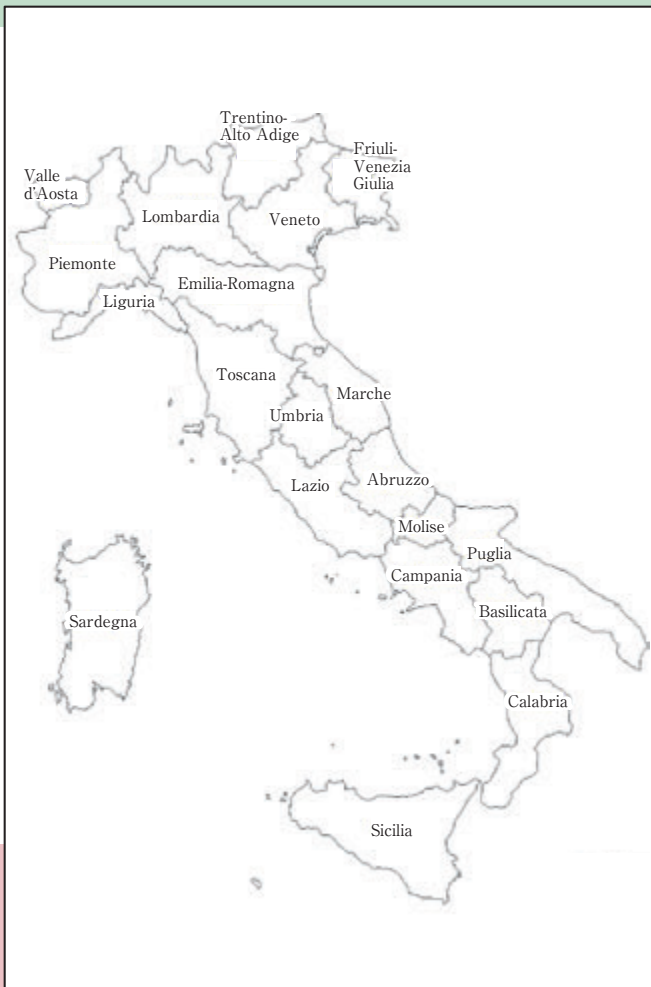 Trentino-
Alto Adige
Friuli-
Venezia
Giulia
Valle
d'Aosta
Lombardia
Veneto
Piemonte
Emilia-Romagna
Liguria
Toscana
Marche
Umbria
Abruzzo
Lazio
Molise
Puglia
Campania
Basilicata
Sardegna
Calabria
Sicilia